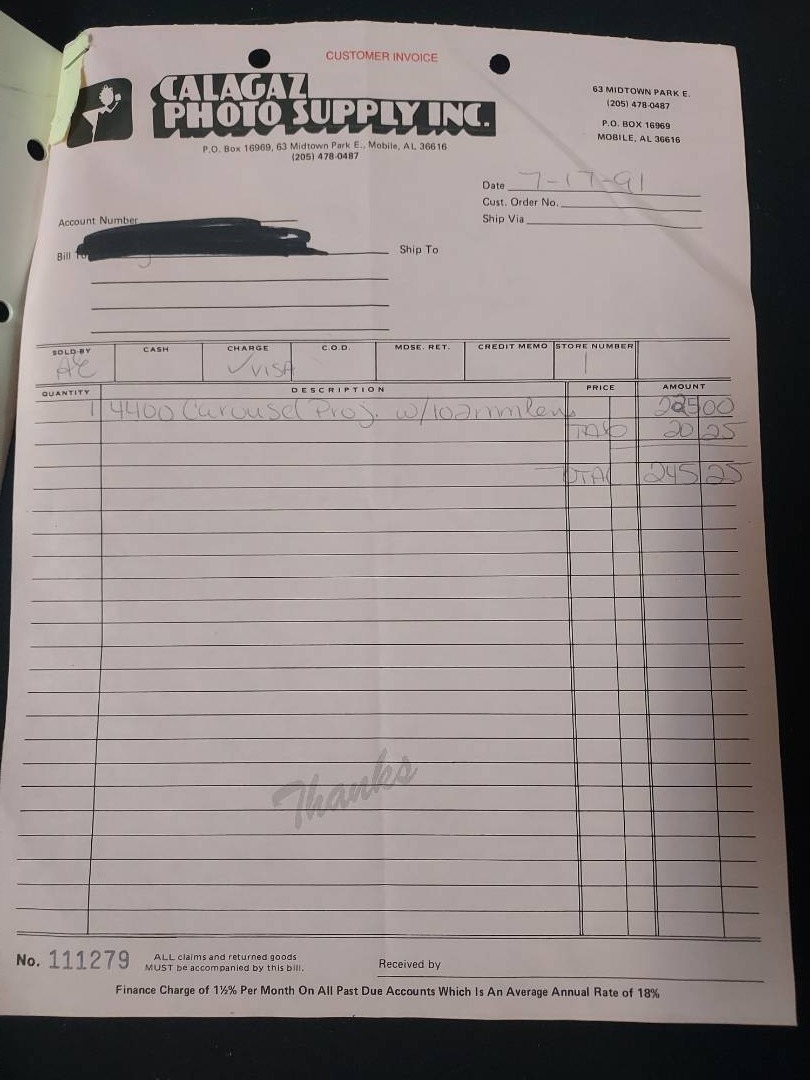 CUSTOMER INVOICE
CALAGAZ
PHOTO SUPPLY INC.
P.O. Box 16969, 63 Midtown Park E., Mobile, AL 36616
(205) 478-0487
63 MIDTOWN PARK E.
(205) 478-0487
P.O. BOX 16969
MOBILE, AL 36616
Date 7-17-91
Cust. Order No.
Ship Via
Account Number
Bill To
Ship To
SOLD BY CASH CHARGE C.O.D. MDSE. RET. CREDIT MEMO STORE NUMBER
AE ✓VISA 1
QUANTITY DESCRIPTION PRICE AMOUNT
1 4400 Carousel Proj. w/102mm lens 225 00
TAX 20 25
TOTAL 245 25
Thanks
No. 111279
ALL claims and returned goods
MUST be accompanied by this bill.
Received by
Finance Charge of 1½% Per Month On All Past Due Accounts Which Is An Average Annual Rate of 18%